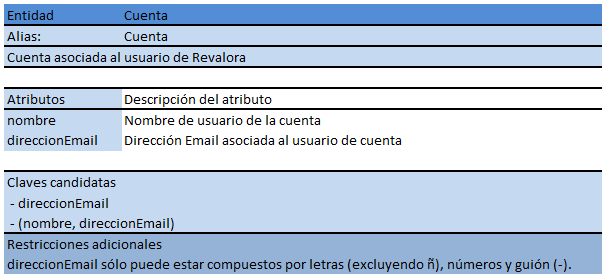 Entidad Cuenta
Alias: Cuenta
Cuenta asociada al usuario de Revalora
Atributos Descripción del atributo
nombre Nombre de usuario de la cuenta
direccionEmail Dirección Email asociada al usuario de cuenta
Claves candidatas
- direccionEmail
- (nombre, direccionEmail)
Restricciones adicionales
direccionEmail sólo puede estar compuestos por letras (excluyendo ñ), números y guión (-).